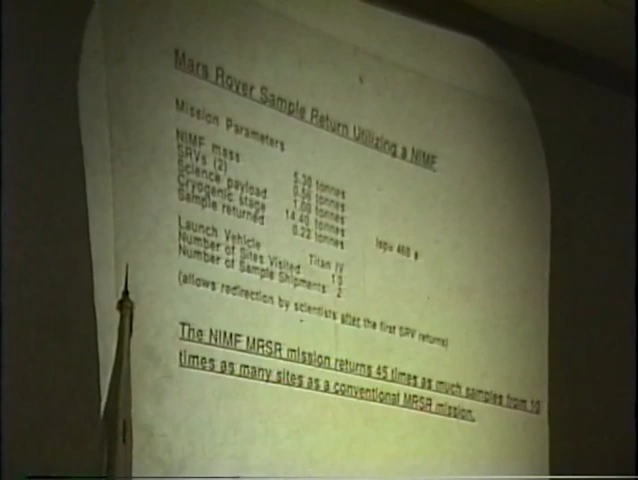 Mars Rover Sample Return Utilizing a NIMF
Mission Parameters
NIMF mass 5.30 tonnes
SRVs (2) 0.56 tonnes
Science payload 1.00 tonnes
Cryogenic stage 14.40 tonnes Isp= 460 s
Sample returned 0.22 tonnes
Launch Vehicle Titan IV
Number of Sites Visited
Number of Sample Shipments 2
(allows redirection by scientists after the first SRV returns)
The NIMF MRSR mission returns 45 times as much samples from 10
times as many sites as a conventional MRSR mission.